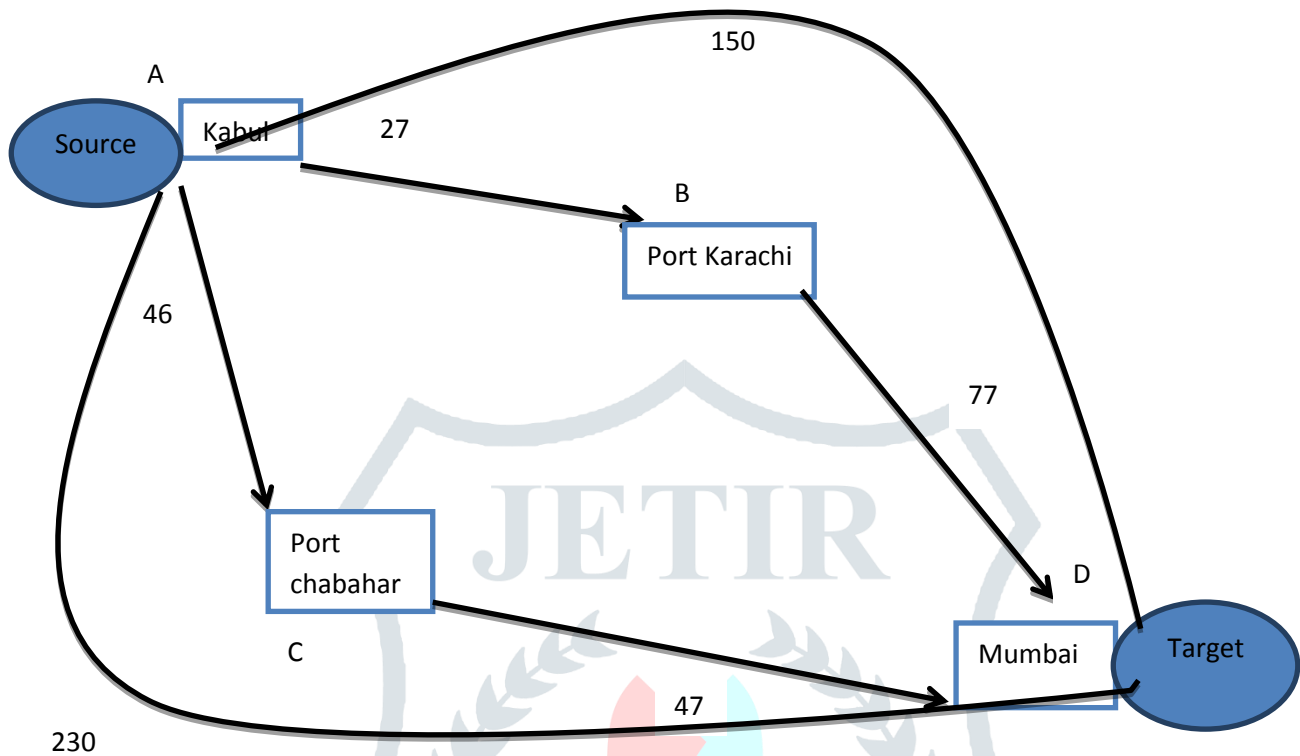 150
A
Source
Kabul
27
B
Port Karachi
46
77
JETIR
Port
chabahar
D
C
Mumbai
Target
47
230